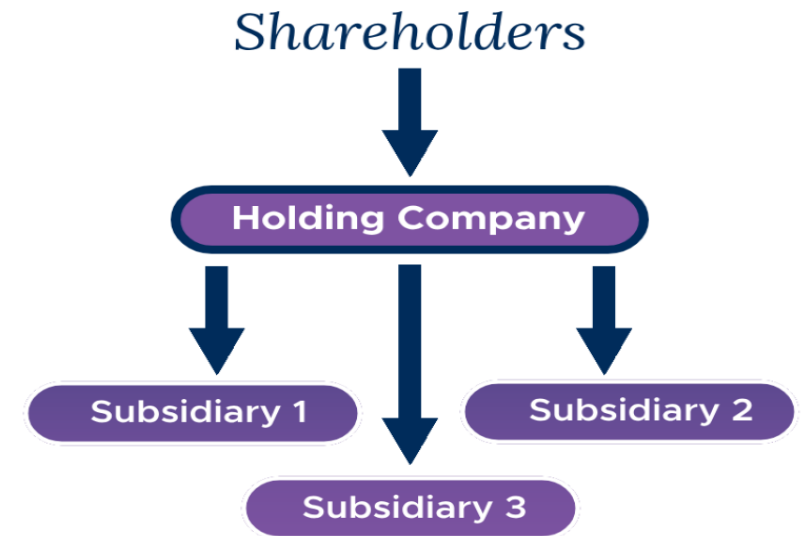 Shareholders
Holding Company
Subsidiary 1
Subsidiary 2
Subsidiary 3